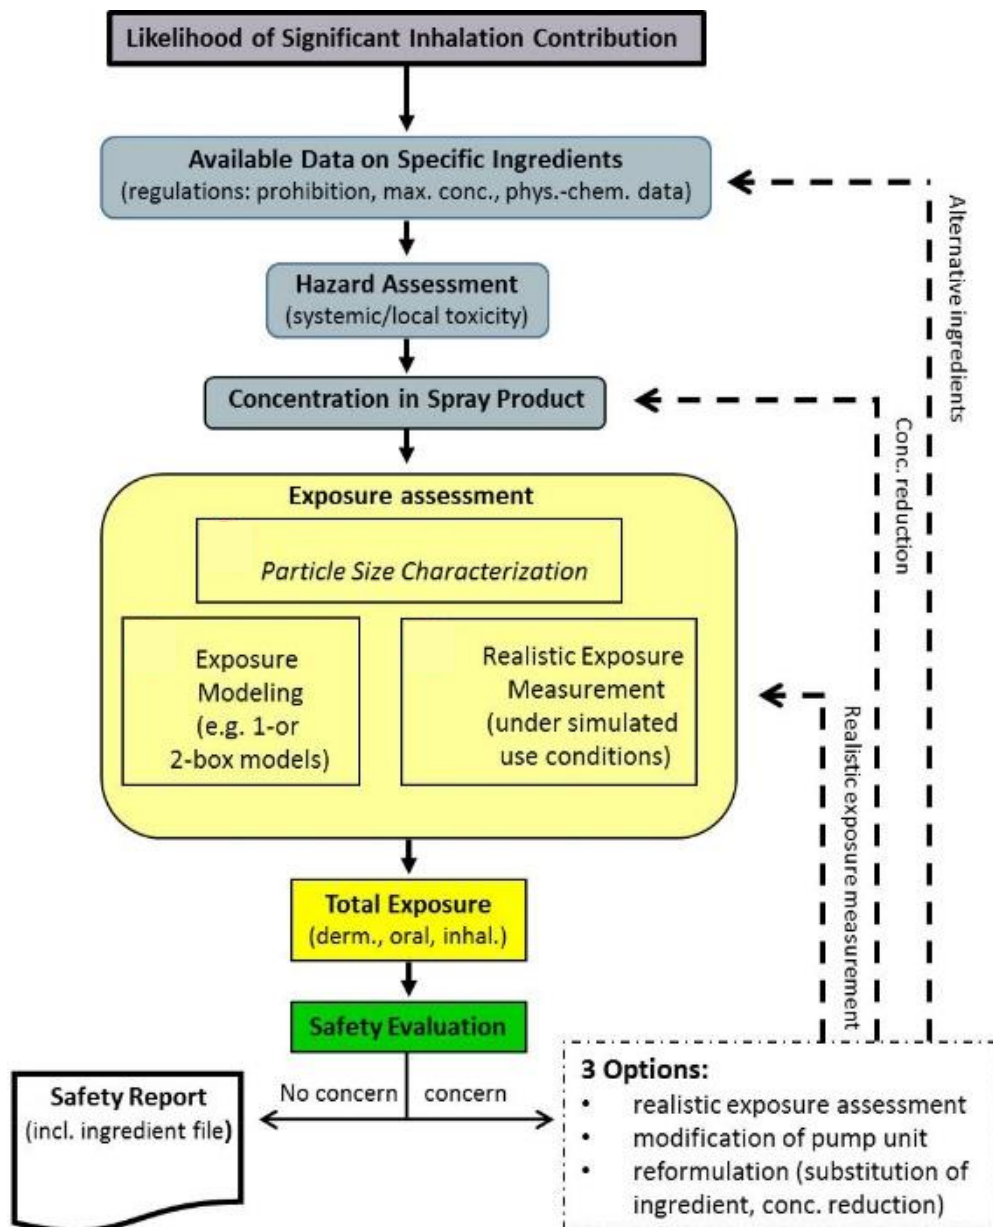 Likelihood of Significant Inhalation Contribution
Available Data on Specific Ingredients
(regulations: prohibition, max. conc., phys.-chem. data)
Hazard Assessment
(systemic/local toxicity)
Concentration in Spray Product
Exposure assessment
Particle Size Characterization
Exposure
Modeling
(e.g. 1-or
2-box models)
Realistic Exposure
Measurement
(under simulated
use conditions)
Total Exposure
(derm., oral, inhal.)
Safety Evaluation
No concern
concern
Safety Report
(incl. ingredient file)
3 Options:
• realistic exposure assessment
• modification of pump unit
• reformulation (substitution of
ingredient, conc. reduction)
Realistic exposure measurement
Conc. reduction
Alternative ingredients